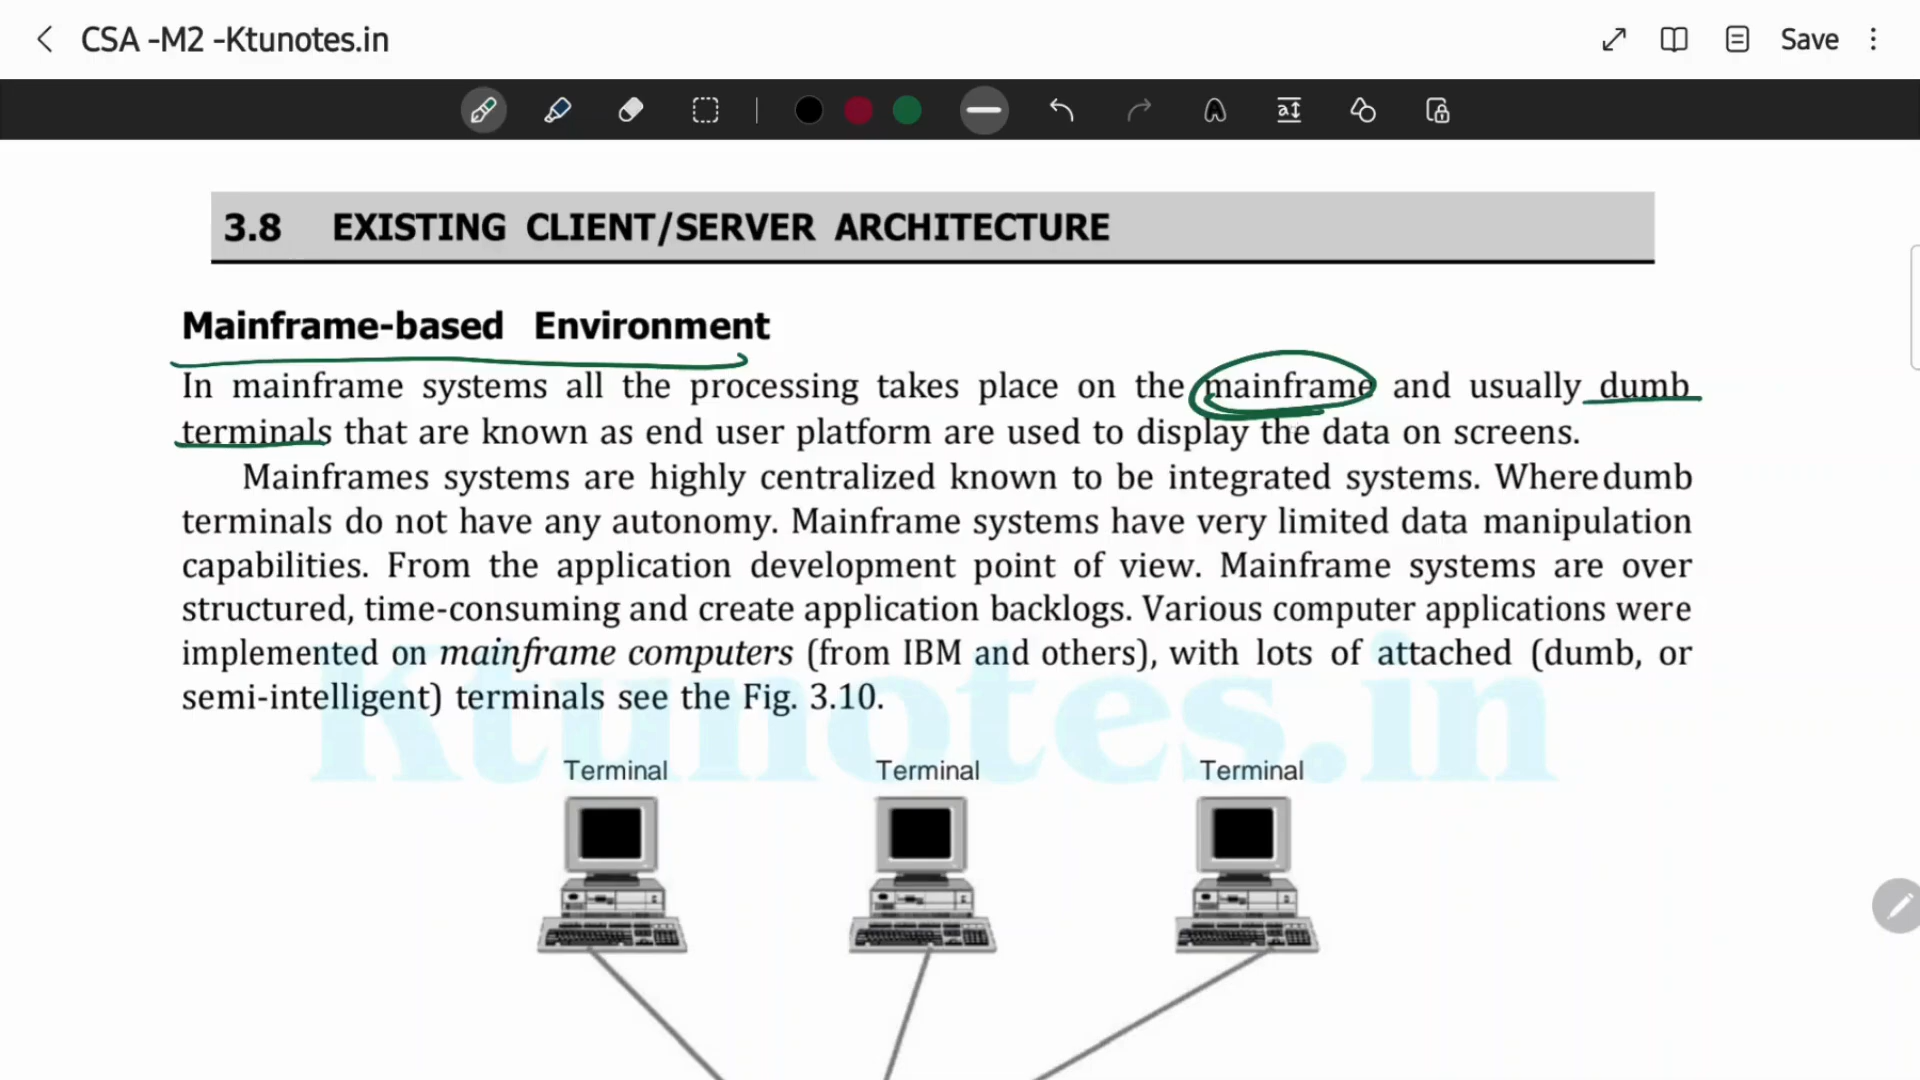 CSA -M2 -Ktunotes.in
Save
3.8 EXISTING CLIENT/SERVER ARCHITECTURE
Mainframe-based Environment
In mainframe systems all the processing takes place on the mainframe and usually dumb
terminals that are known as end user platform are used to display the data on screens.
Mainframes systems are highly centralized known to be integrated systems. Where dumb
terminals do not have any autonomy. Mainframe systems have very limited data manipulation
capabilities. From the application development point of view. Mainframe systems are over
structured, time-consuming and create application backlogs. Various computer applications were
implemented on mainframe computers (from IBM and others), with lots of attached (dumb, or
semi-intelligent) terminals see the Fig. 3.10.
Ktunotes.in
Terminal Terminal Terminal